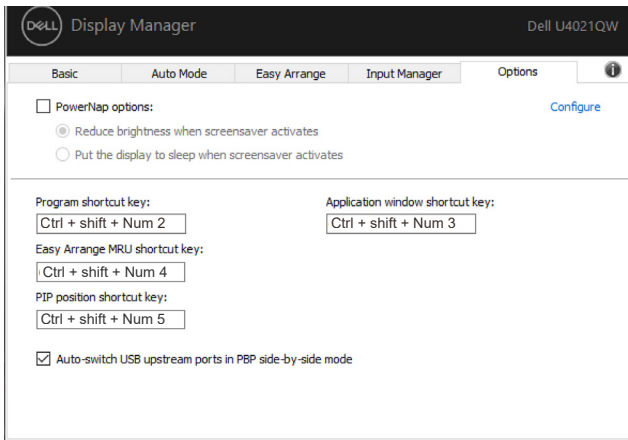 DELL Display Manager Dell U4021QW
Basic Auto Mode Easy Arrange Input Manager Options i
PowerNap options: Configure
Reduce brightness when screensaver activates
Put the display to sleep when screensaver activates
Program shortcut key: Application window shortcut key:
Ctrl + shift + Num 2 Ctrl + shift + Num 3
Easy Arrange MRU shortcut key:
Ctrl + shift + Num 4
PIP position shortcut key:
Ctrl + shift + Num 5
Auto-switch USB upstream ports in PBP side-by-side mode